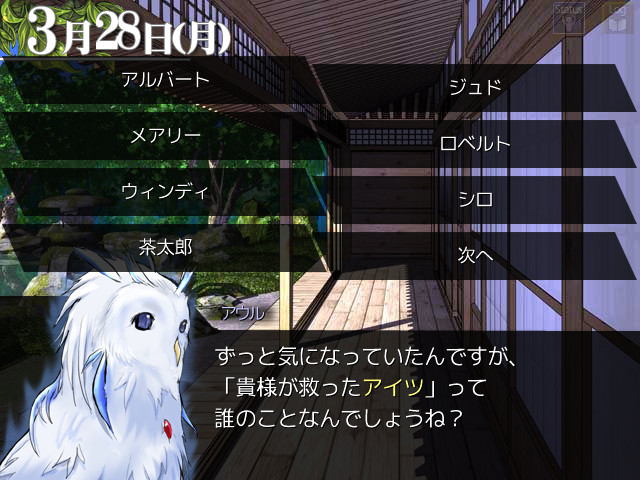 3月28日(月)
Status
Log
アルバート
ジュド
メアリー
ロベルト
ウィンディ
シロ
茶太郎
次へ
アウル
ずっと気になっていたんですが、
「貴様が救ったアイツ」って
誰のことなんでしょうね？